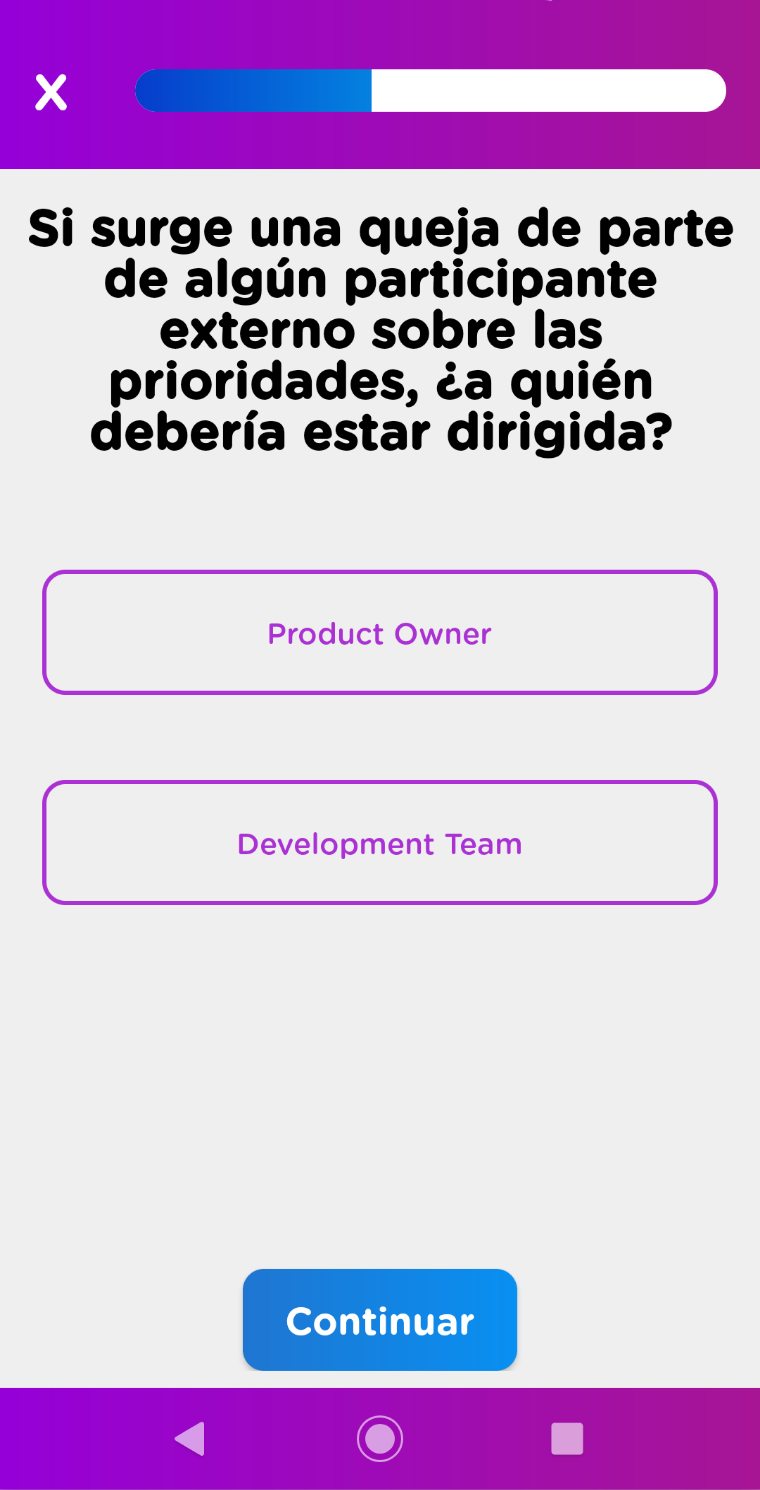 X
Si surge una queja de parte
de algún participante
externo sobre las
prioridades, ¿a quién
debería estar dirigida?
Product Owner
Development Team
Continuar